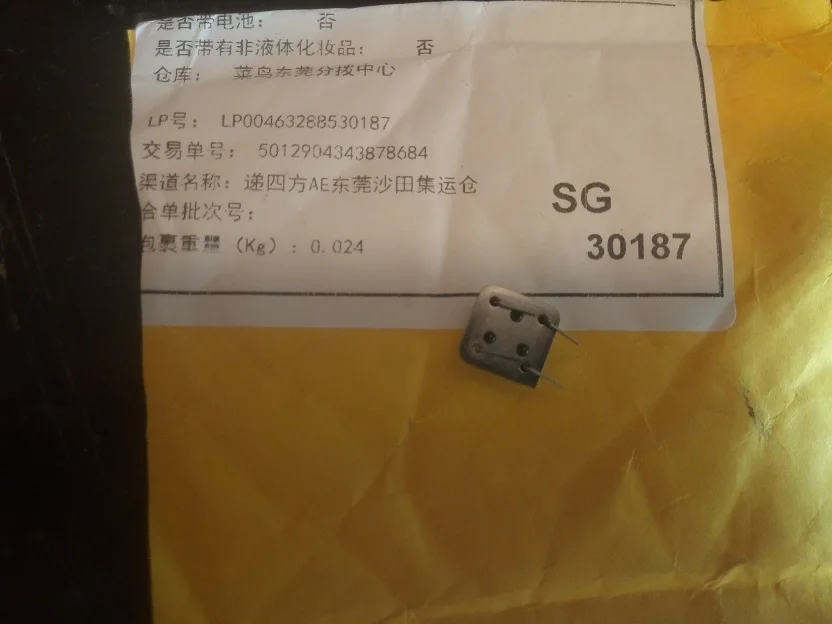 是否带电池： 否
是否带有非液体化妆品： 否
仓库： 菜鸟东莞分拨中心
LP号： LP00463288530187
交易单号： 5012904343878684
渠道名称：递四方AE东莞沙田集运仓
合单批次号：
包裹重量（Kg）：0.024
SG
30187